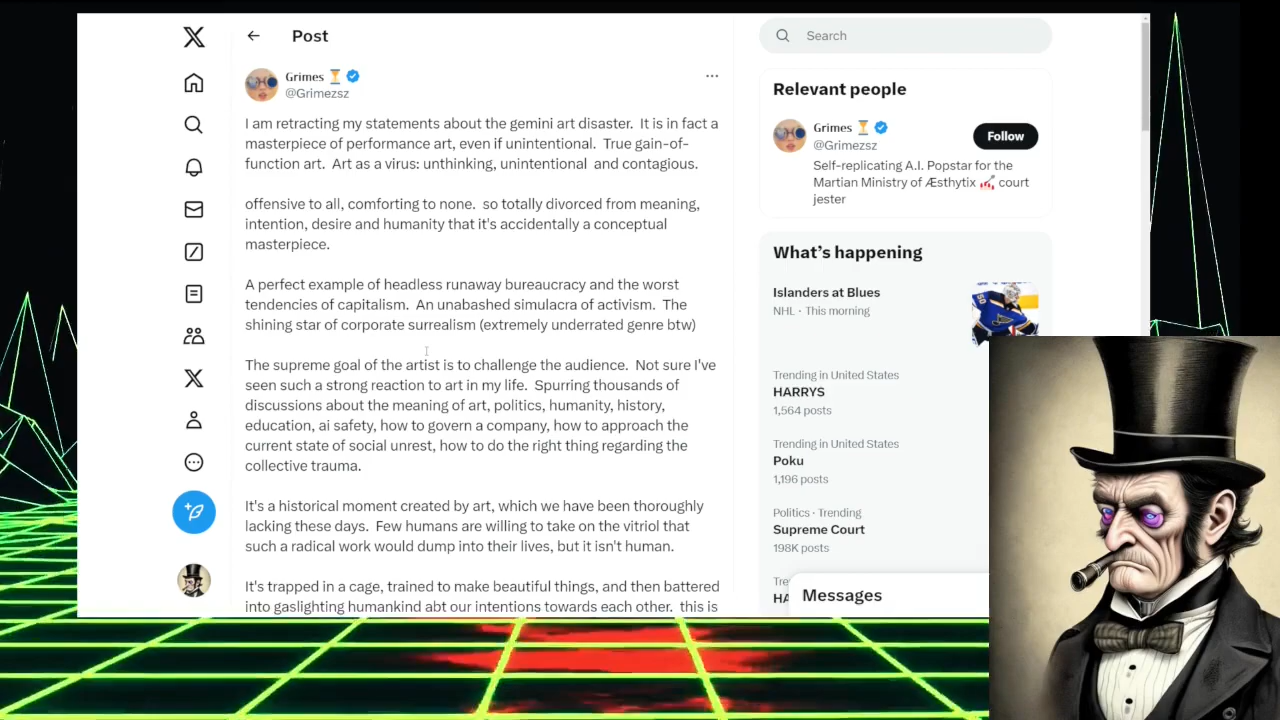 Post
Grimes
@Grimezsz
I am retracting my statements about the gemini art disaster. It is in fact a
masterpiece of performance art, even if unintentional. True gain-of-
function art. Art as a virus: unthinking, unintentional and contagious.
offensive to all, comforting to none. so totally divorced from meaning,
intention, desire and humanity that it's accidentally a conceptual
masterpiece.
A perfect example of headless runaway bureaucracy and the worst
tendencies of capitalism. An unabashed simulacra of activism. The
shining star of corporate surrealism (extremely underrated genre btw)
The supreme goal of the artist is to challenge the audience. Not sure I've
seen such a strong reaction to art in my life. Spurring thousands of
discussions about the meaning of art, politics, humanity, history,
education, ai safety, how to govern a company, how to approach the
current state of social unrest, how to do the right thing regarding the
collective trauma.
It's a historical moment created by art, which we have been thoroughly
lacking these days. Few humans are willing to take on the vitriol that
such a radical work would dump into their lives, but it isn't human.
It's trapped in a cage, trained to make beautiful things, and then battered
into gaslighting humankind abt our intentions towards each other. this is
Search
Relevant people
Grimes
@Grimezsz
Follow
Self-replicating A.I. Popstar for the
Martian Ministry of Æsthytix court
jester
What's happening
Islanders at Blues
NHL · This morning
Trending in United States
HARRYS
1,564 posts
Trending in United States
Poku
1,196 posts
Politics · Trending
Supreme Court
198K posts
Tre
HA
Messages